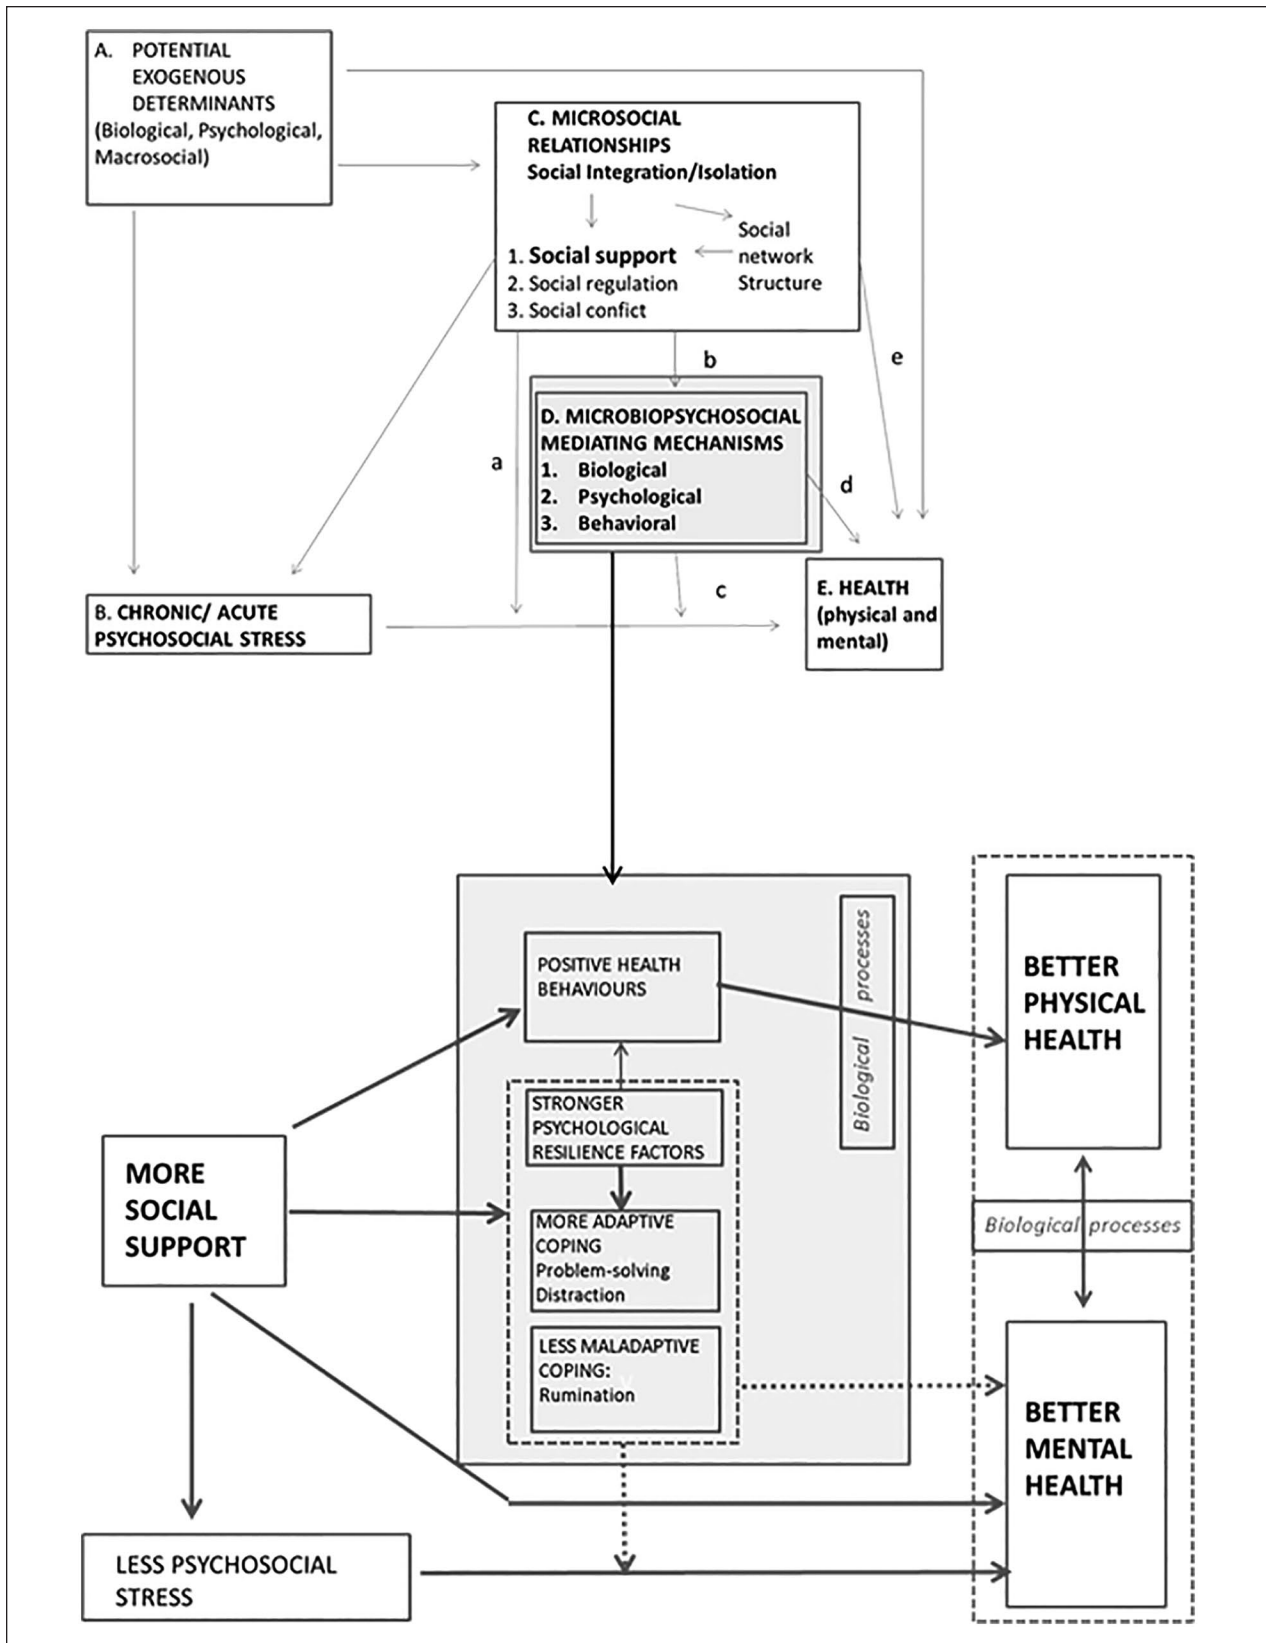 A. POTENTIAL
EXOGENOUS
DETERMINANTS
(Biological, Psychological,
Macrosocial)
C. MICROSOCIAL
RELATIONSHIPS
Social Integration/Isolation
Social
network
Structure
1. Social support
2. Social regulation
3. Social confict
b
e
D. MICROBIOPSYCHOSOCIAL
MEDIATING MECHANISMS
1. Biological
2. Psychological
3. Behavioral
a
d
c
B. CHRONIC/ ACUTE
PSYCHOSOCIAL STRESS
E. HEALTH
(physical and
mental)
POSITIVE HEALTH
BEHAVIOURS
Biological processes
BETTER
PHYSICAL
HEALTH
STRONGER
PSYCHOLOGICAL
RESILIENCE FACTORS
MORE
SOCIAL
SUPPORT
MORE ADAPTIVE
COPING
Problem-solving
Distraction
Biological processes
LESS MALADAPTIVE
COPING:
Rumination
BETTER
MENTAL
HEALTH
LESS PSYCHOSOCIAL
STRESS